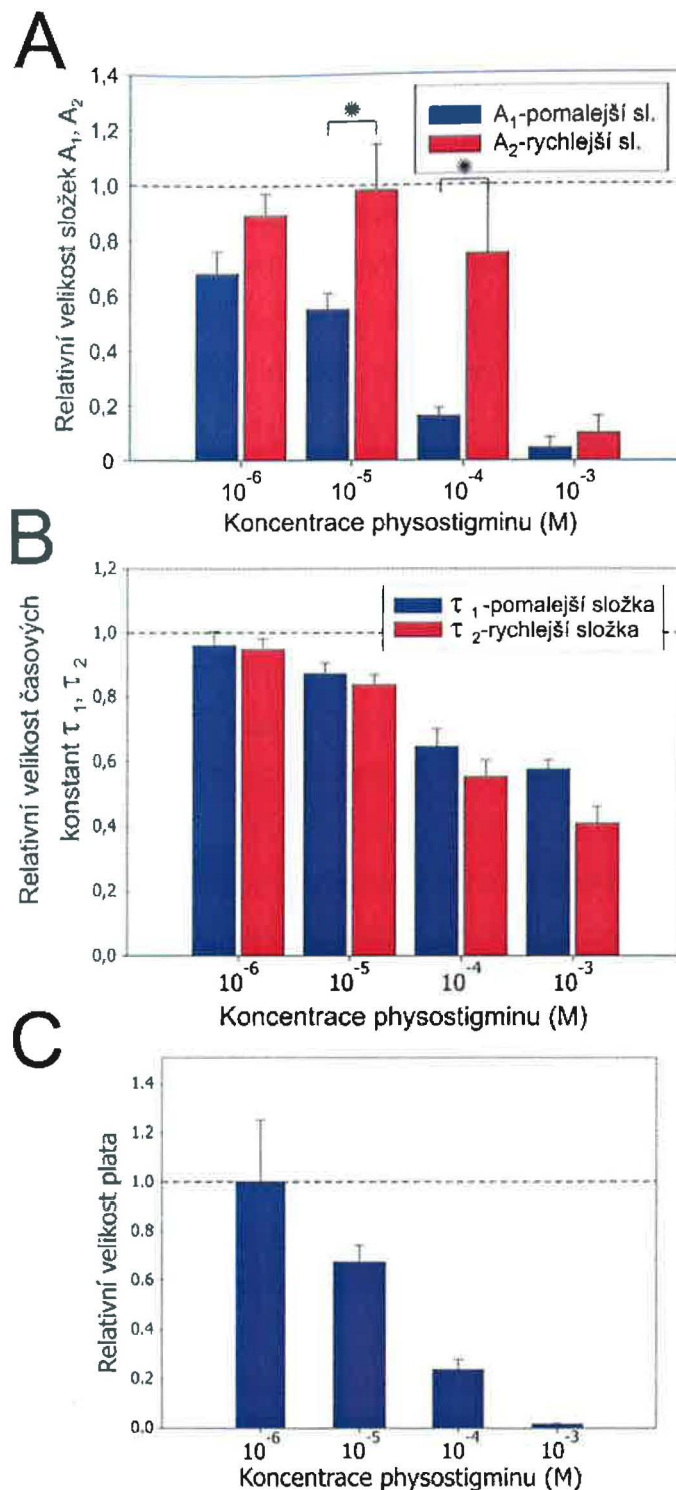 A
1,4
1,2
1,0
0,8
0,6
0,4
0,2
0
Relativní velikost složek A₁, A₂
A₁-pomalejší sl.
A₂-rychlejší sl.
*
*
10⁻⁶ 10⁻⁵ 10⁻⁴ 10⁻³
Koncentrace physostigminu (M)
B
1,2
1,0
0,8
0,6
0,4
0,2
0,0
Relativní velikost časových
konstant τ₁, τ₂
τ₁-pomalejší složka
τ₂-rychlejší složka
10⁻⁶ 10⁻⁵ 10⁻⁴ 10⁻³
Koncentrace physostigminu (M)
C
1.4
1.2
1.0
0.8
0.6
0.4
0.2
0.0
Relativní velikost plata
10⁻⁶ 10⁻⁵ 10⁻⁴ 10⁻³
Koncentrace physostigminu (M)